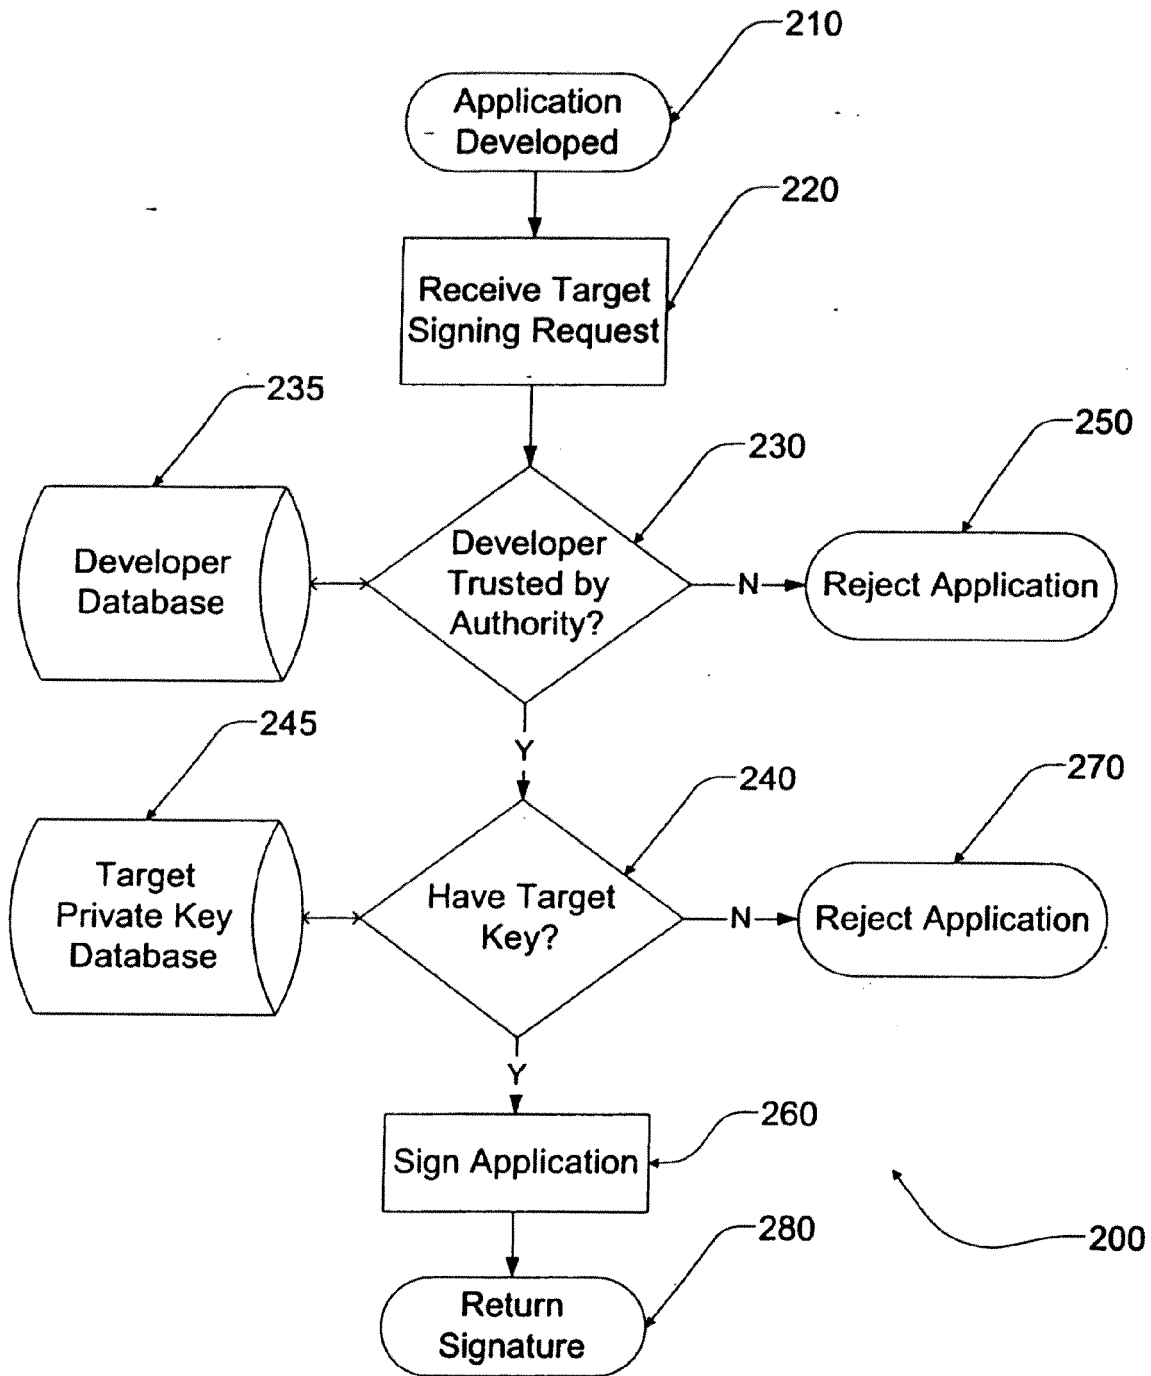 210
Application
Developed
220
Receive Target
Signing Request
235
230
250
Developer
Database
Developer
Trusted by
Authority?
N
Reject Application
Y
245
240
270
Target
Private Key
Database
Have Target
Key?
N
Reject Application
Y
260
Sign Application
200
280
Return
Signature